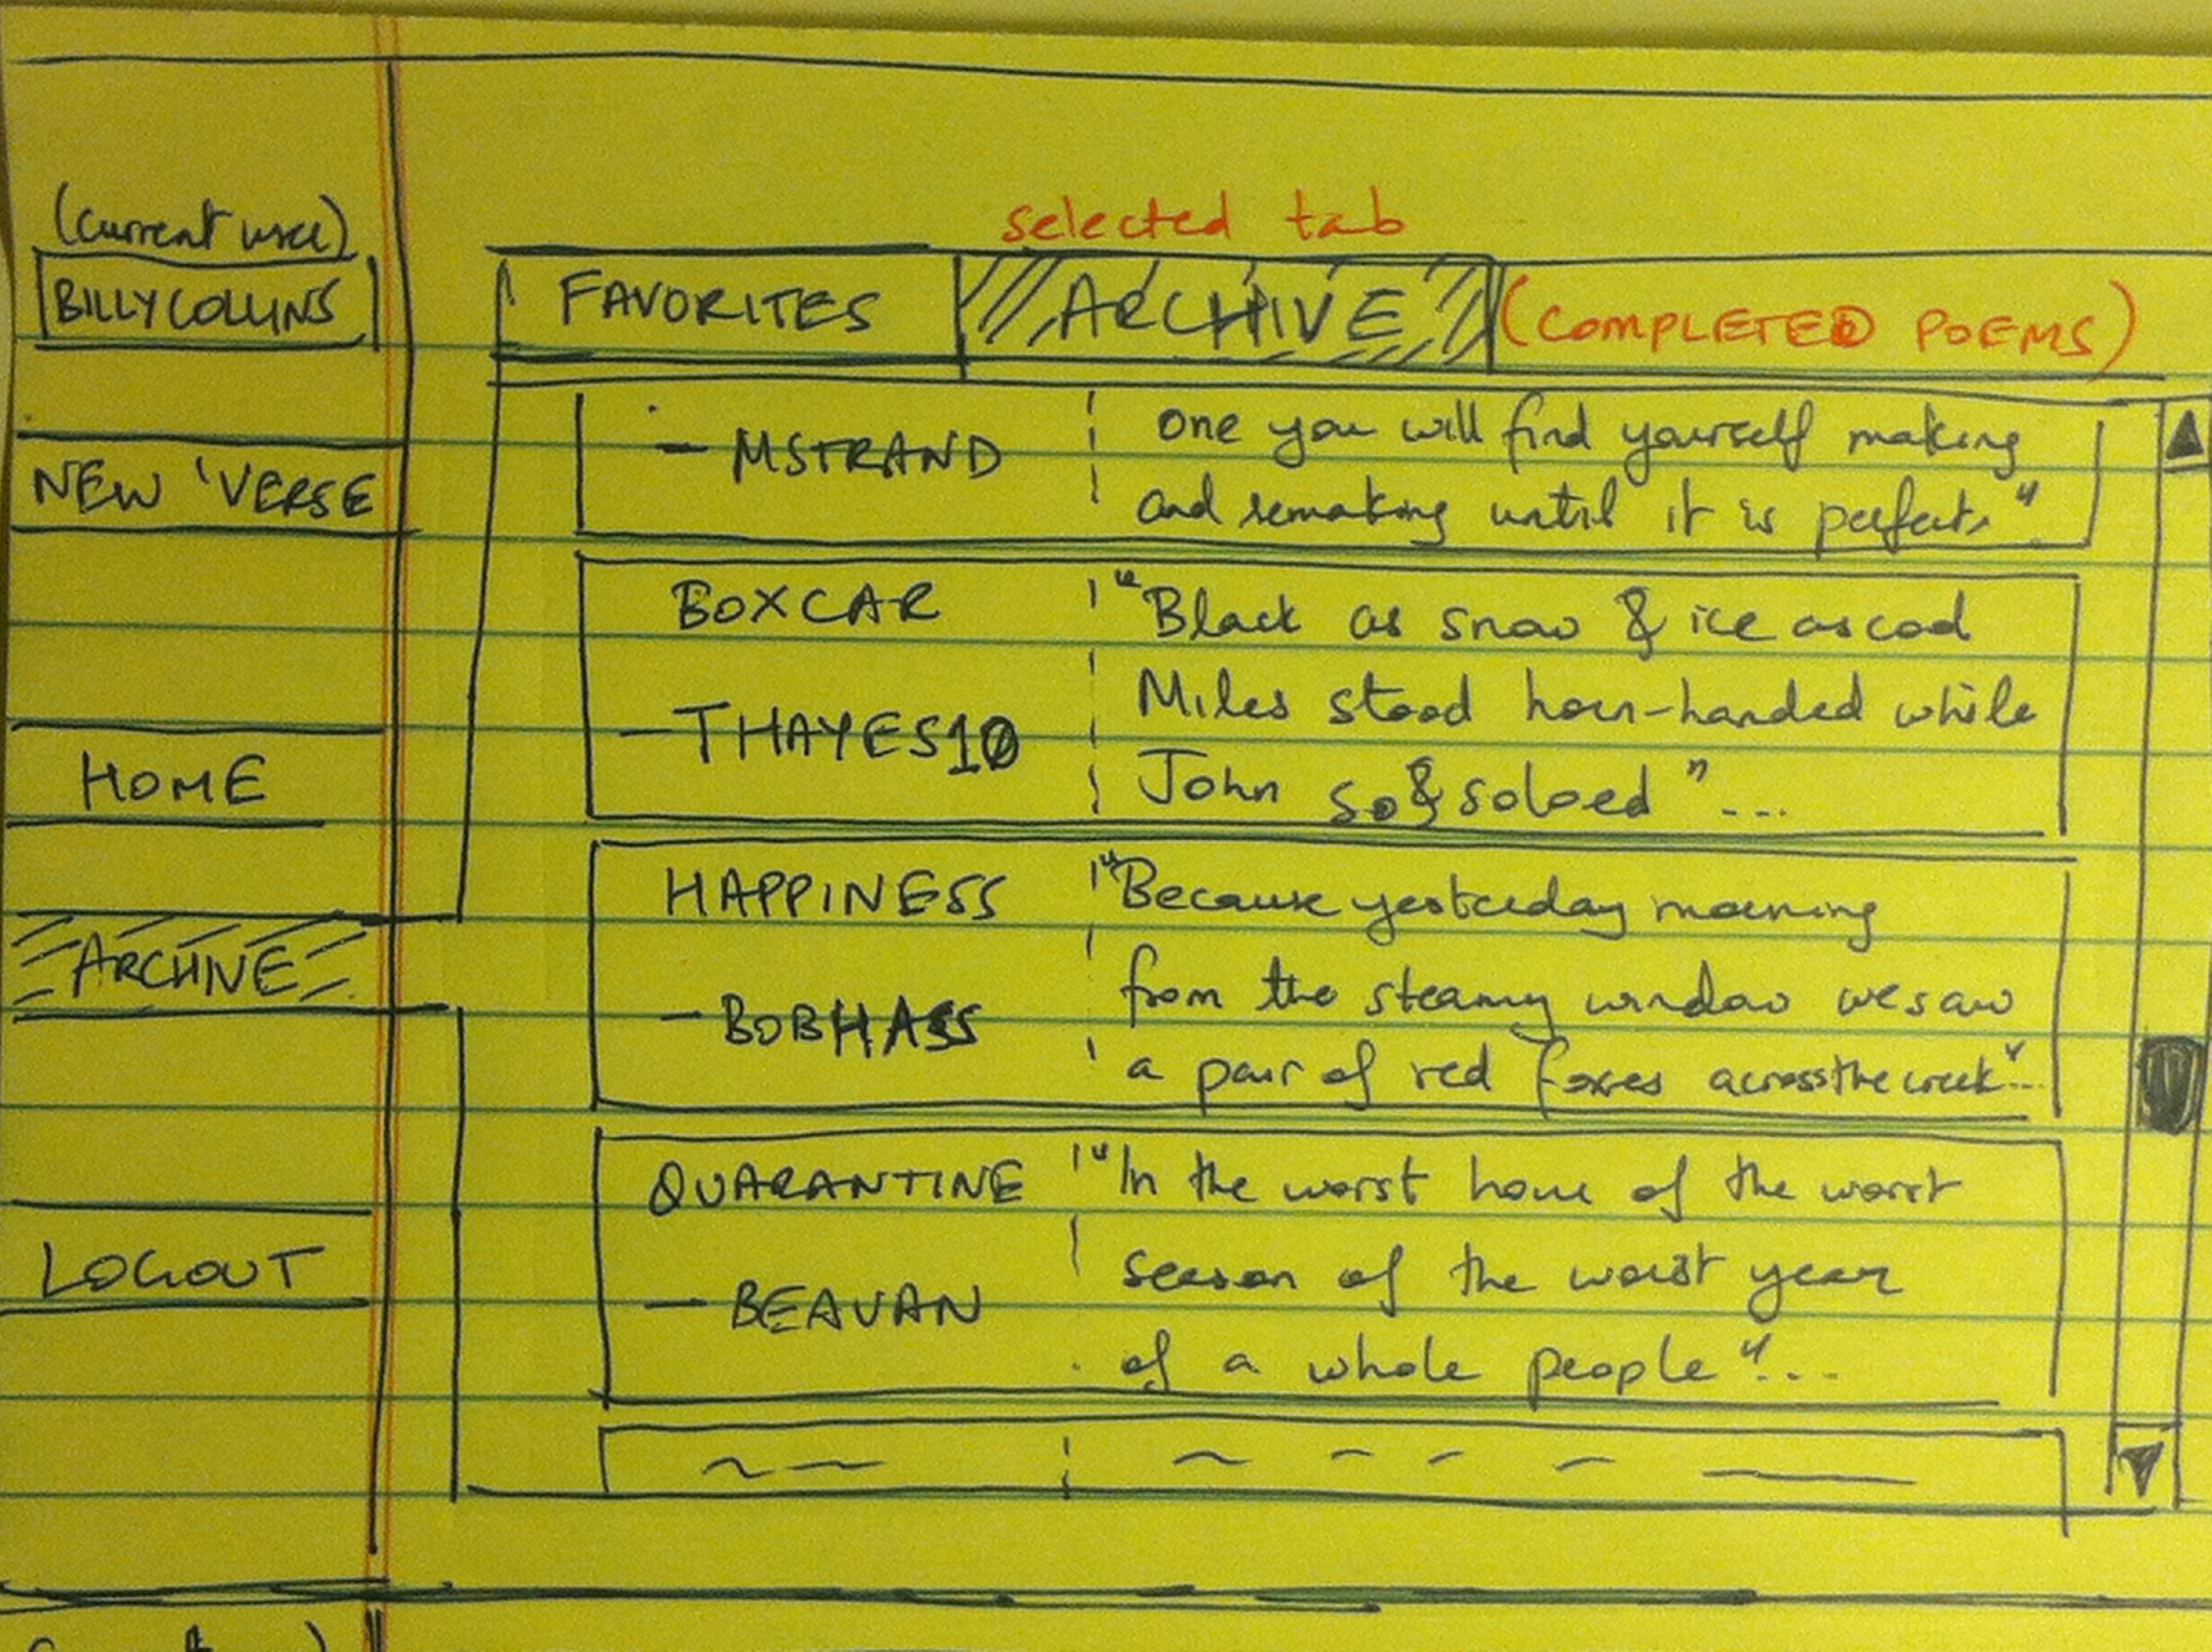 (current user)
BILLYCOLLINS
NEW 'VERSE
HOME
ARCHIVE
LOGOUT
selected tab
FAVORITES
ARCHIVE
(COMPLETED POEMS)
- MSTRAND
one you will find yourself making
and remaking until it is perfect."
BOXCAR
- THAYES10
"Black as snow & ice as cod
Miles stood horn-handed while
John so & soloed"...
HAPPINESS
- BOBHASS
"Because yesterday morning
from the steamy window we saw
a pair of red foxes across the creek"...
QUARANTINE
- BEAVAN
"In the worst hour of the worst
season of the worst year
of a whole people"...